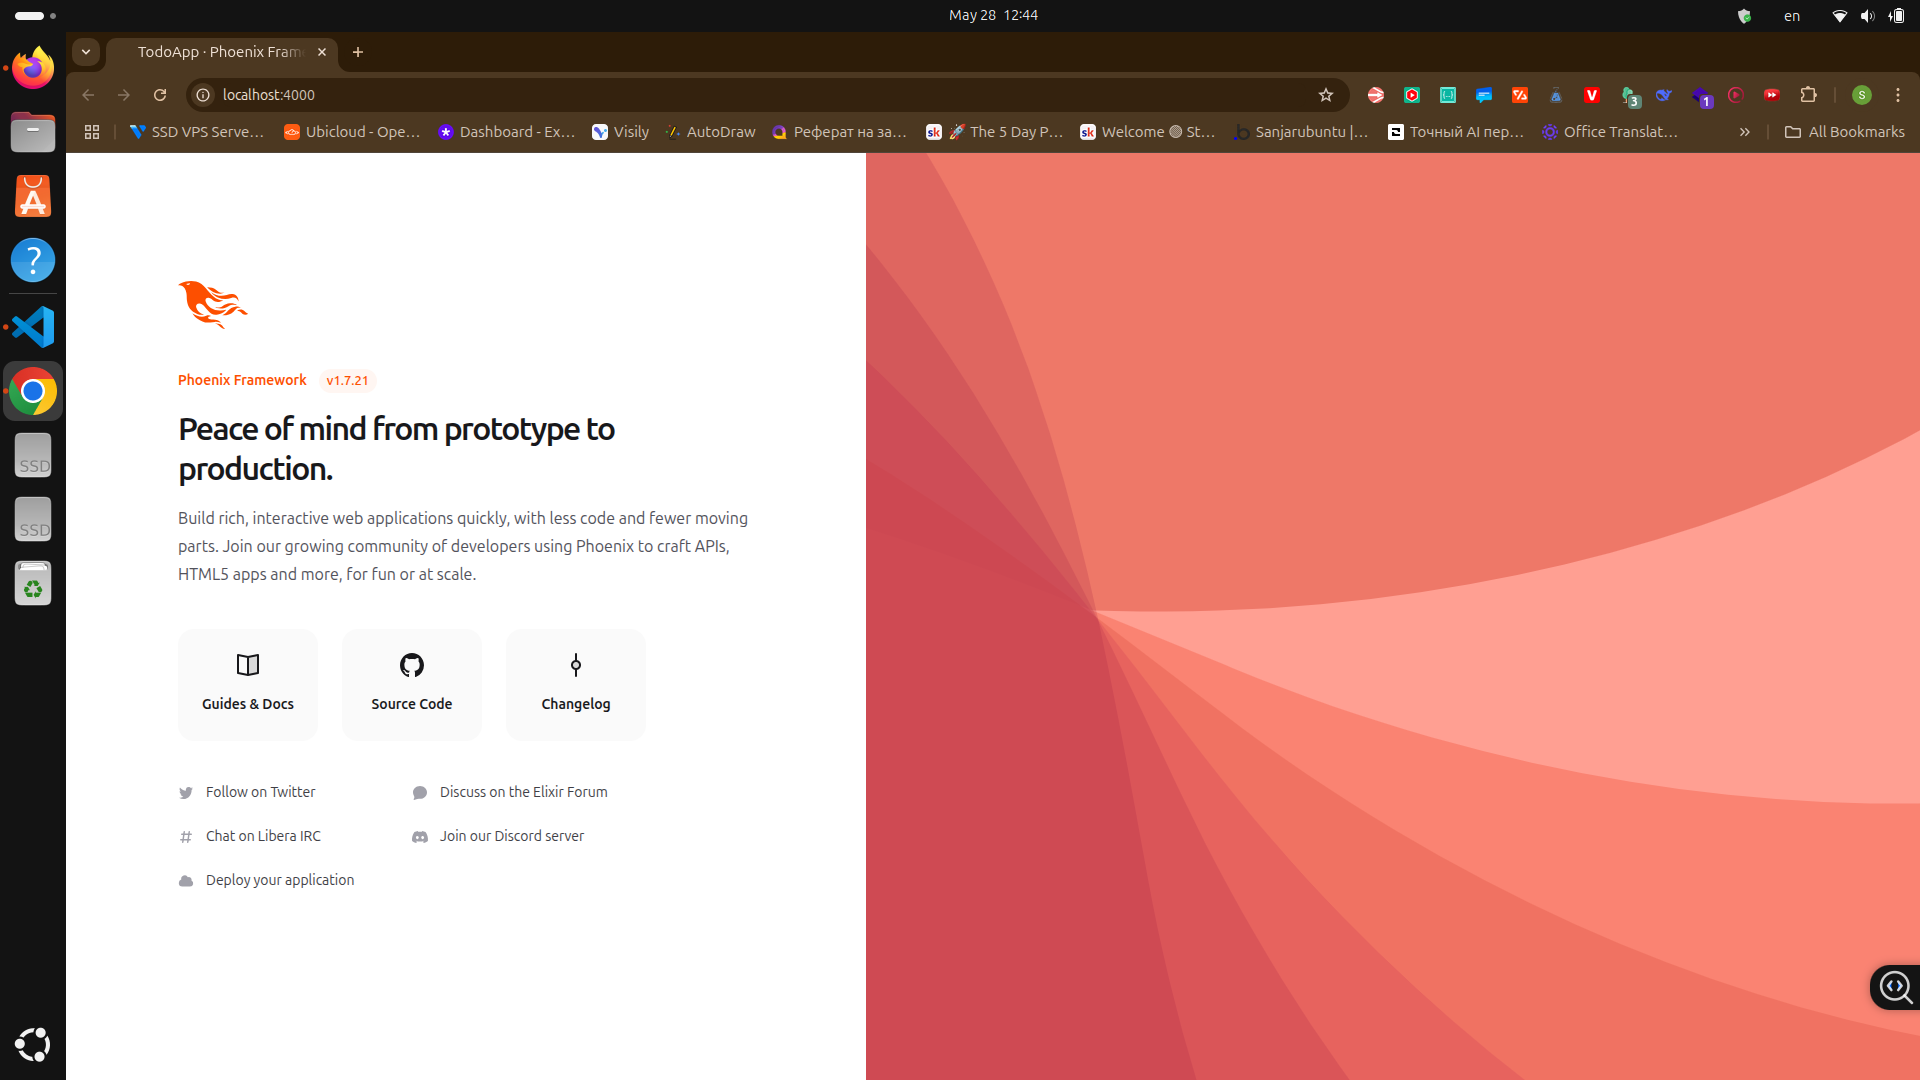 May 28 12:44
en
TodoApp · Phoenix Fram
localhost:4000
3
1
S
SSD VPS Serve...
Ubicloud - Ope...
Dashboard - Ex...
Visily
AutoDraw
Реферат на за...
sk 🚀 The 5 Day P...
sk Welcome 🟢 St...
Sanjarubuntu |...
Точный AI пер...
Office Translat...
All Bookmarks
SSD
SSD
Phoenix Framework v1.7.21
Peace of mind from prototype to
production.
Build rich, interactive web applications quickly, with less code and fewer moving
parts. Join our growing community of developers using Phoenix to craft APIs,
HTML5 apps and more, for fun or at scale.
Guides & Docs
Source Code
Changelog
Follow on Twitter
Discuss on the Elixir Forum
Chat on Libera IRC
Join our Discord server
Deploy your application